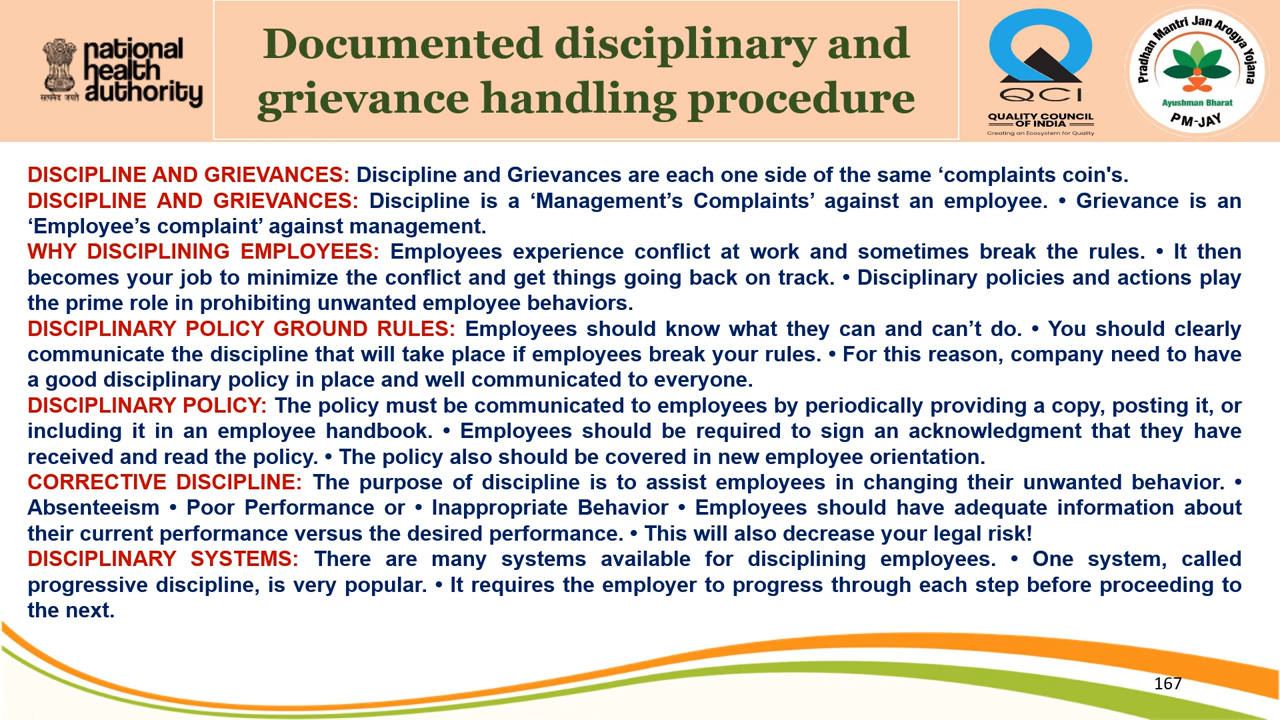 सत्यमेव जयते
national
health
authority
Documented disciplinary and
grievance handling procedure
QCI
QUALITY COUNCIL
OF INDIA
Creating an Ecosystem for Quality
Pradhan Mantri Jan Arogya Yojana
Ayushman Bharat
PM-JAY
DISCIPLINE AND GRIEVANCES: Discipline and Grievances are each one side of the same ‘complaints coin's.
DISCIPLINE AND GRIEVANCES: Discipline is a ‘Management’s Complaints’ against an employee. • Grievance is an
‘Employee’s complaint’ against management.
WHY DISCIPLINING EMPLOYEES: Employees experience conflict at work and sometimes break the rules. • It then
becomes your job to minimize the conflict and get things going back on track. • Disciplinary policies and actions play
the prime role in prohibiting unwanted employee behaviors.
DISCIPLINARY POLICY GROUND RULES: Employees should know what they can and can’t do. • You should clearly
communicate the discipline that will take place if employees break your rules. • For this reason, company need to have
a good disciplinary policy in place and well communicated to everyone.
DISCIPLINARY POLICY: The policy must be communicated to employees by periodically providing a copy, posting it, or
including it in an employee handbook. • Employees should be required to sign an acknowledgment that they have
received and read the policy. • The policy also should be covered in new employee orientation.
CORRECTIVE DISCIPLINE: The purpose of discipline is to assist employees in changing their unwanted behavior. •
Absenteeism • Poor Performance or • Inappropriate Behavior • Employees should have adequate information about
their current performance versus the desired performance. • This will also decrease your legal risk!
DISCIPLINARY SYSTEMS: There are many systems available for disciplining employees. • One system, called
progressive discipline, is very popular. • It requires the employer to progress through each step before proceeding to
the next.
167